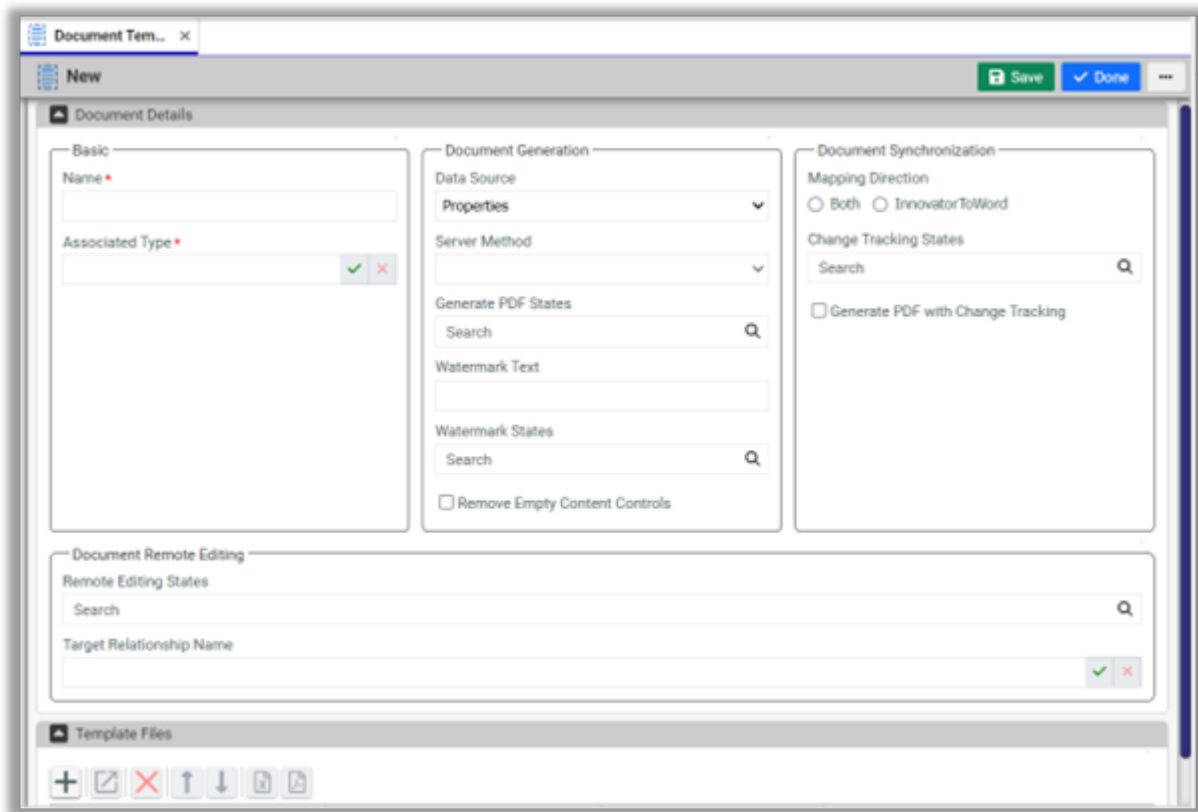 Document Tem...
New
Save
Done
Document Details
Basic
Name •
Associated Type •
Document Generation
Data Source
Properties
Server Method
Generate PDF States
Search
Watermark Text
Watermark States
Search
Remove Empty Content Controls
Document Synchronization
Mapping Direction
Both InnovatorToWord
Change Tracking States
Search
Generate PDF with Change Tracking
Document Remote Editing
Remote Editing States
Search
Target Relationship Name
Template Files